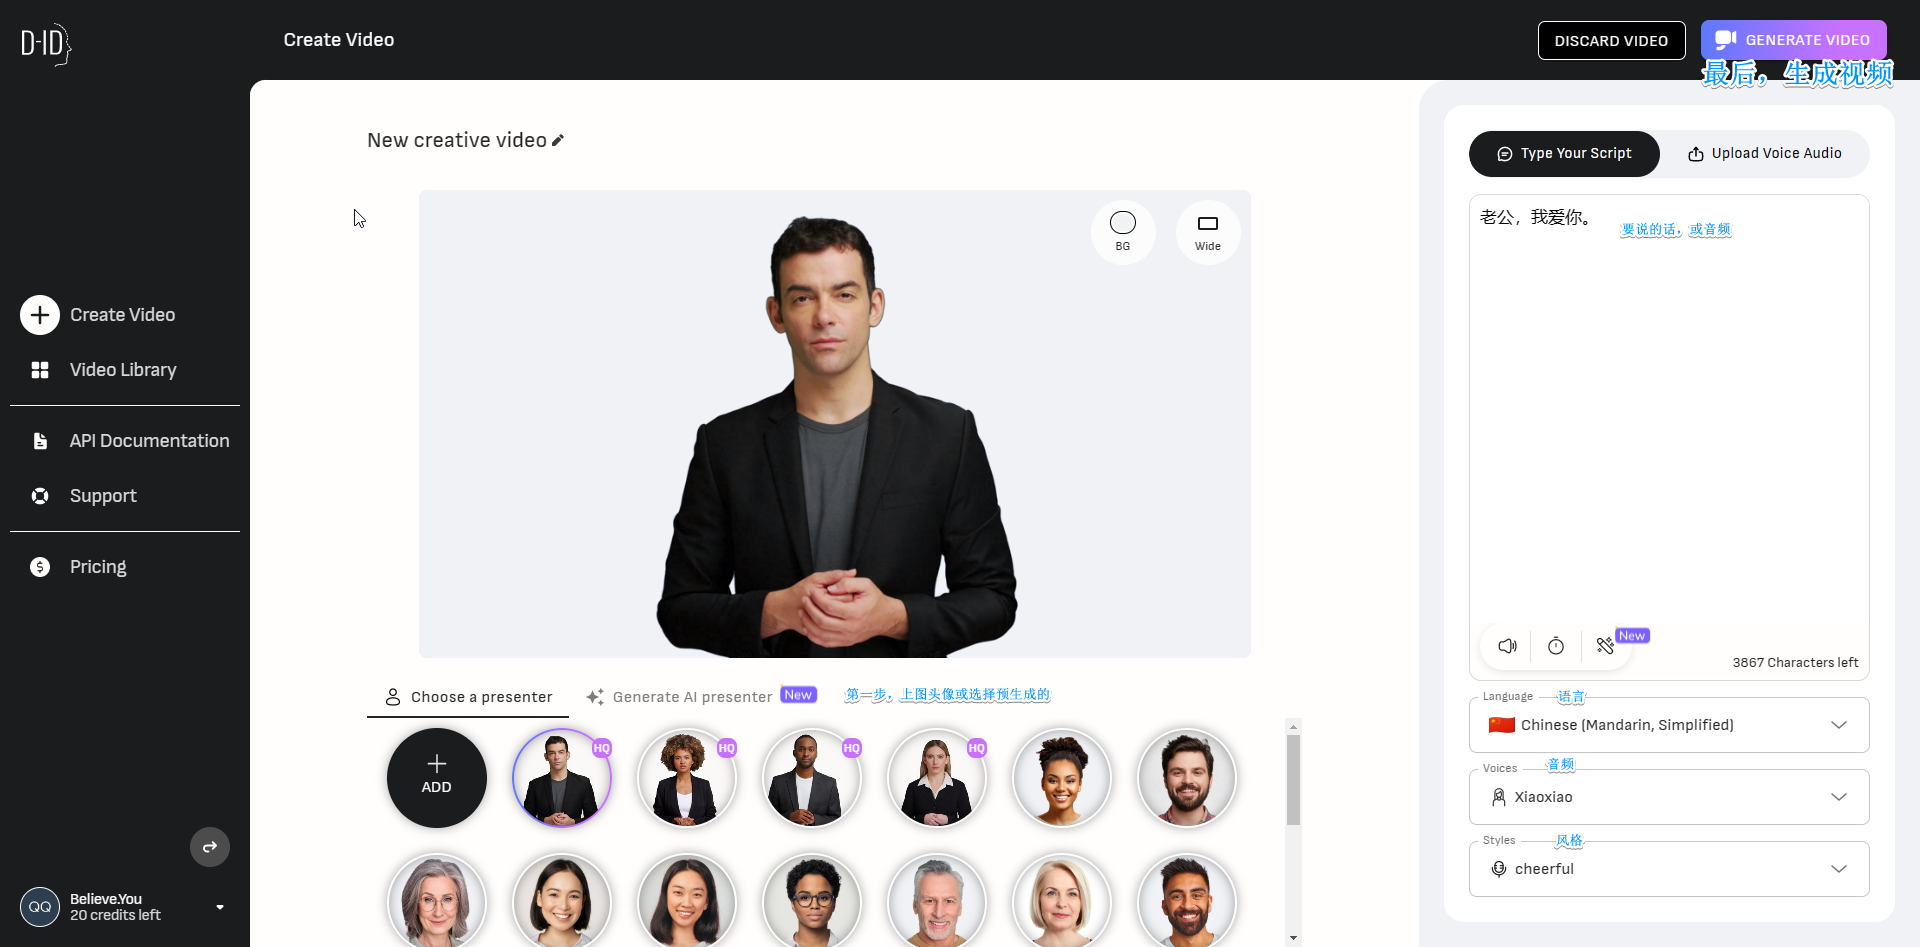 D-ID
Create Video
DISCARD VIDEO
GENERATE VIDEO
最后，生成视频
New creative video
BG
Wide
Type Your Script
Upload Voice Audio
老公，我爱你。
要说的话，或音频
Create Video
Video Library
API Documentation
Support
Pricing
New
3867 Characters left
Choose a presenter
Generate AI presenter
New
第一步，上图头像或选择预生成的
Language
语言
Chinese (Mandarin, Simplified)
ADD
HQ
HQ
HQ
HQ
Voices
音频
Xiaoxiao
Styles
风格
cheerful
QQ
Believe.You
20 credits left